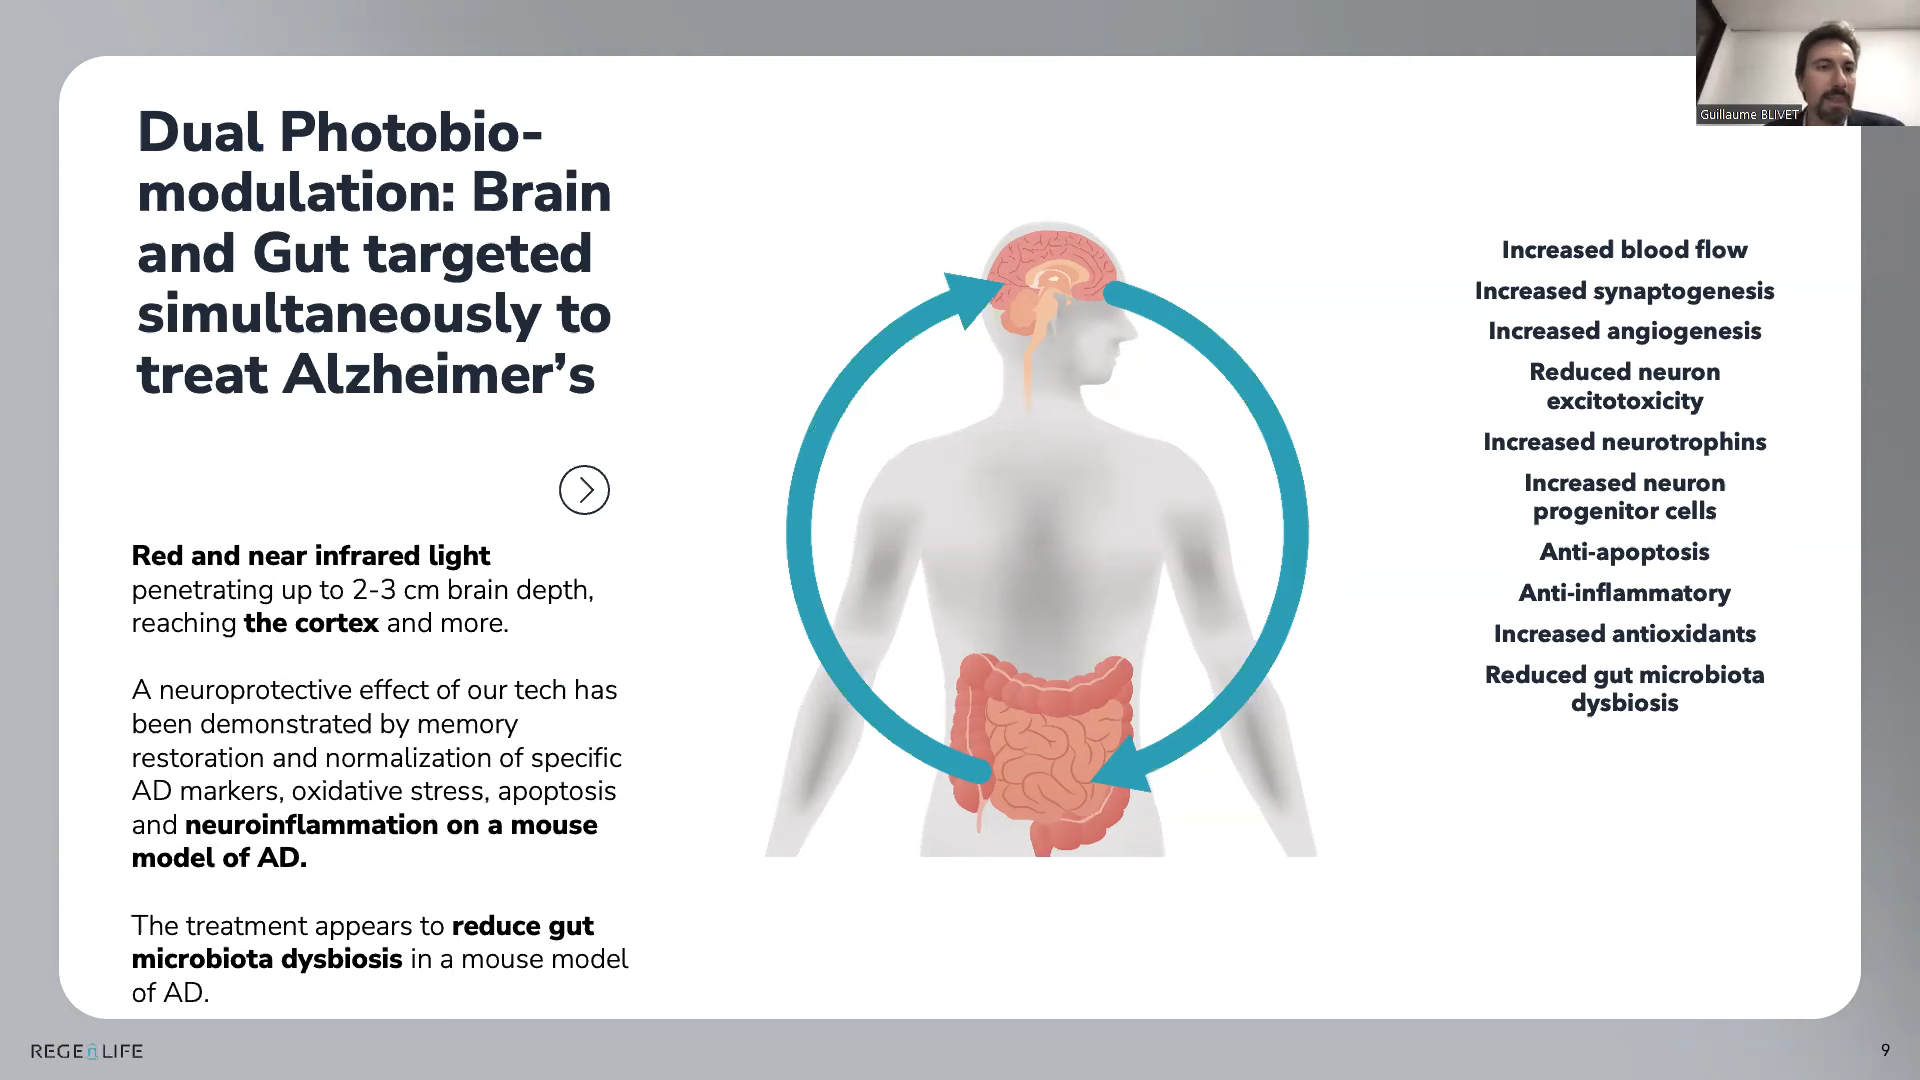 Dual Photobio-
modulation: Brain
and Gut targeted
simultaneously to
treat Alzheimer’s
Red and near infrared light
penetrating up to 2-3 cm brain depth,
reaching the cortex and more.
A neuroprotective effect of our tech has
been demonstrated by memory
restoration and normalization of specific
AD markers, oxidative stress, apoptosis
and neuroinflammation on a mouse
model of AD.
The treatment appears to reduce gut
microbiota dysbiosis in a mouse model
of AD.
Increased blood flow
Increased synaptogenesis
Increased angiogenesis
Reduced neuron
excitotoxicity
Increased neurotrophins
Increased neuron
progenitor cells
Anti-apoptosis
Anti-inflammatory
Increased antioxidants
Reduced gut microbiota
dysbiosis
Guillaume BLIVET
REGEnLIFE
9